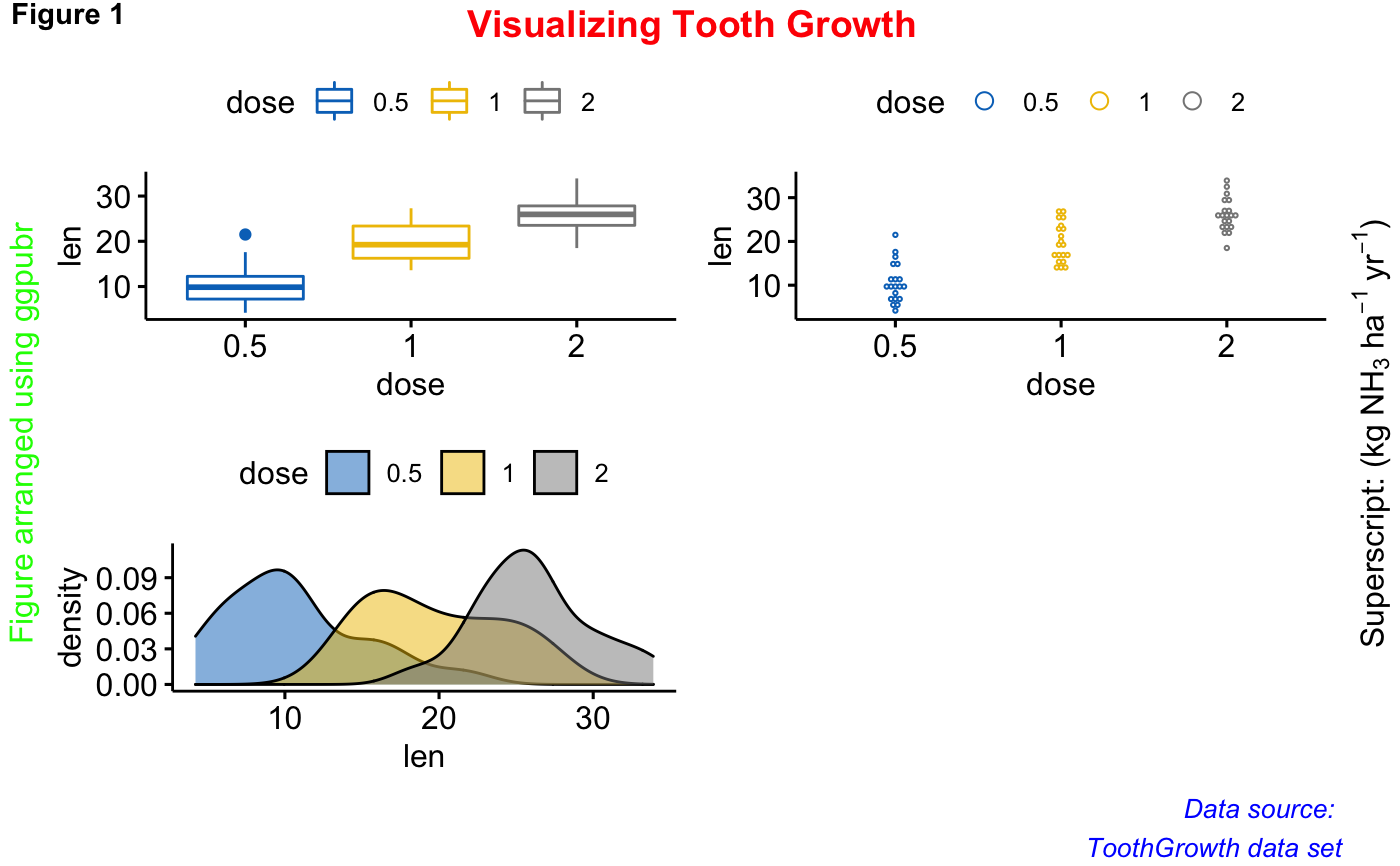 Figure 1
Visualizing Tooth Growth
dose 0.5 1 2
30
20
10
len
0.5 1 2
dose
dose 0.5 1 2
30
20
10
len
0.5 1 2
dose
dose 0.5 1 2
0.09
0.06
0.03
0.00
density
10 20 30
len
Figure arranged using ggpubr
Superscript: (kg NH₃ ha⁻¹ yr⁻¹)
Data source:
ToothGrowth data set